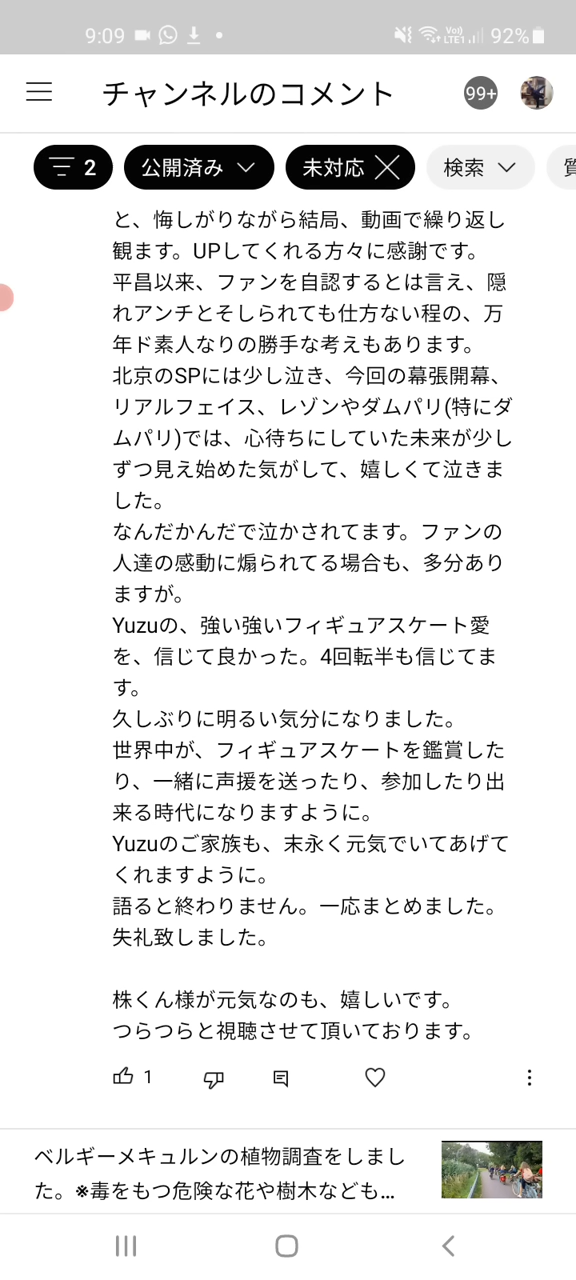 9:09
Vo))
LTE1
92%
チャンネルのコメント
99+
2
公開済み
未対応
検索
質
と、悔しがりながら結局、動画で繰り返し
観ます。UPしてくれる方々に感謝です。
平昌以来、ファンを自認するとは言え、隠
れアンチとそしられても仕方ない程の、万
年ド素人なりの勝手な考えもあります。
北京のSPには少し泣き、今回の幕張開幕、
リアルフェイス、レゾンやダムパリ(特にダ
ムパリ)では、心待ちにしていた未来が少し
ずつ見え始めた気がして、嬉しくて泣きま
した。
なんだかんだで泣かされてます。ファンの
人達の感動に煽られてる場合も、多分あり
ますが。
Yuzuの、強い強いフィギュアスケート愛
を、信じて良かった。4回転半も信じてま
す。
久しぶりに明るい気分になりました。
世界中が、フィギュアスケートを鑑賞した
り、一緒に声援を送ったり、参加したり出
来る時代になりますように。
Yuzuのご家族も、末永く元気でいてあげて
くれますように。
語ると終わりません。一応まとめました。
失礼致しました。
株くん様が元気なのも、嬉しいです。
つらつらと視聴させて頂いております。
1
ベルギーメキュルンの植物調査をしまし
た。※毒をもつ危険な花や樹木なども...